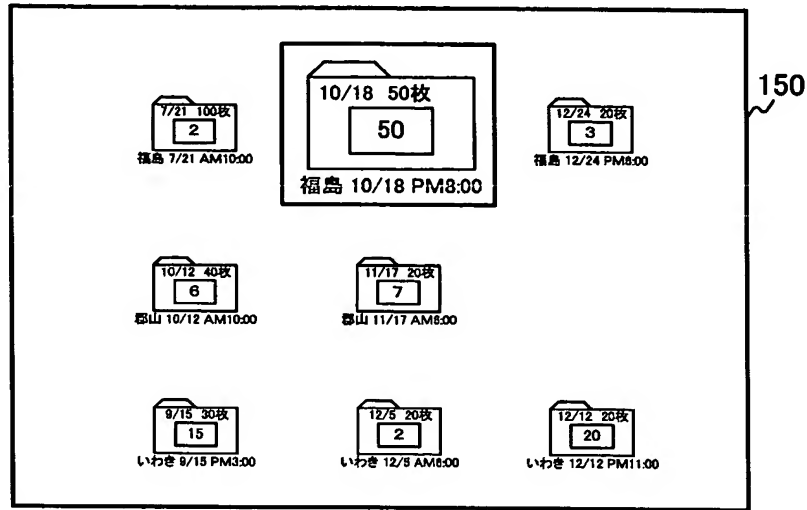 10/18 50枚
50
福島 10/18 PM8:00
150
7/21 100枚
2
福島 7/21 AM10:00
12/24 20枚
3
福島 12/24 PM8:00
10/12 40枚
6
郡山 10/12 AM10:00
11/17 20枚
7
郡山 11/17 AM8:00
9/15 30枚
15
いわき 9/15 PM3:00
12/5 20枚
2
いわき 12/5 AM6:00
12/12 20枚
20
いわき 12/12 PM11:00